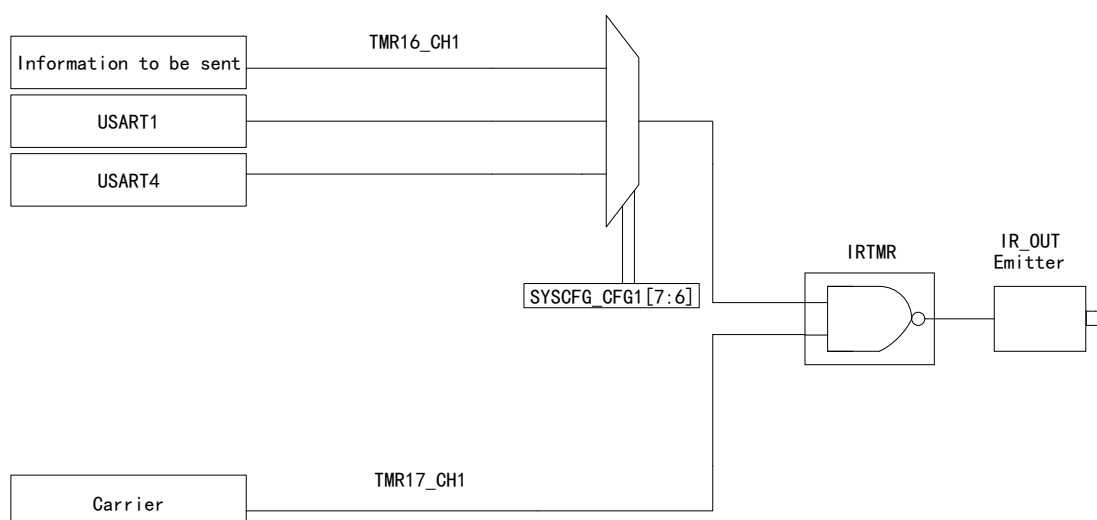 TMR16_CH1
Information to be sent
USART1
USART4
SYSCFG_CFG1[7:6]
IRTMR
IR_OUT
Emitter
TMR17_CH1
Carrier